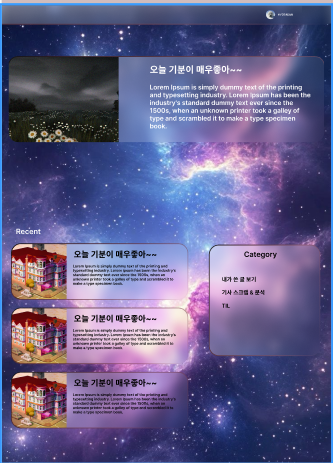 오늘 기분이 매우좋아~~
Lorem Ipsum is simply dummy text of the printing
and typesetting industry. Lorem Ipsum has been the
industry's standard dummy text ever since the
1500s, when an unknown printer took a galley of
type and scrambled it to make a type specimen
book.
Recent
오늘 기분이 매우좋아~~
Lorem Ipsum is simply dummy text of the printing and
typesetting industry. Lorem Ipsum has been the industry's
standard dummy text ever since the 1500s, when an
unknown printer took a galley of type and scrambled it to
make a type specimen book.
Category
내가 쓴 글 보기
기사 스크랩 & 분석
TIL
오늘 기분이 매우좋아~~
Lorem Ipsum is simply dummy text of the printing and
typesetting industry. Lorem Ipsum has been the industry's
standard dummy text ever since the 1500s, when an
unknown printer took a galley of type and scrambled it to
make a type specimen book.
오늘 기분이 매우좋아~~
Lorem Ipsum is simply dummy text of the printing and
typesetting industry. Lorem Ipsum has been the industry's
standard dummy text ever since the 1500s, when an
unknown printer took a galley of type and scrambled it to
make a type specimen book.